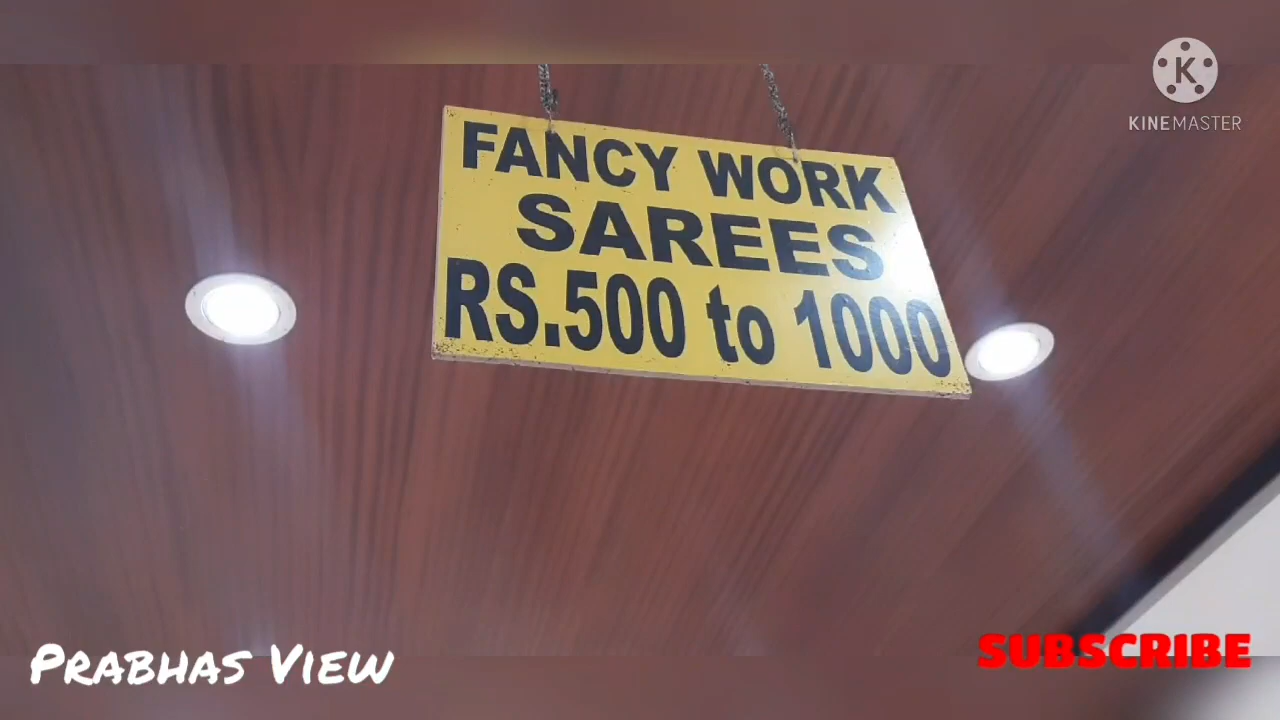 K
KINEMASTER
FANCY WORK
SAREES
RS.500 to 1000
PRABHAS VIEW
SUBSCRIBE